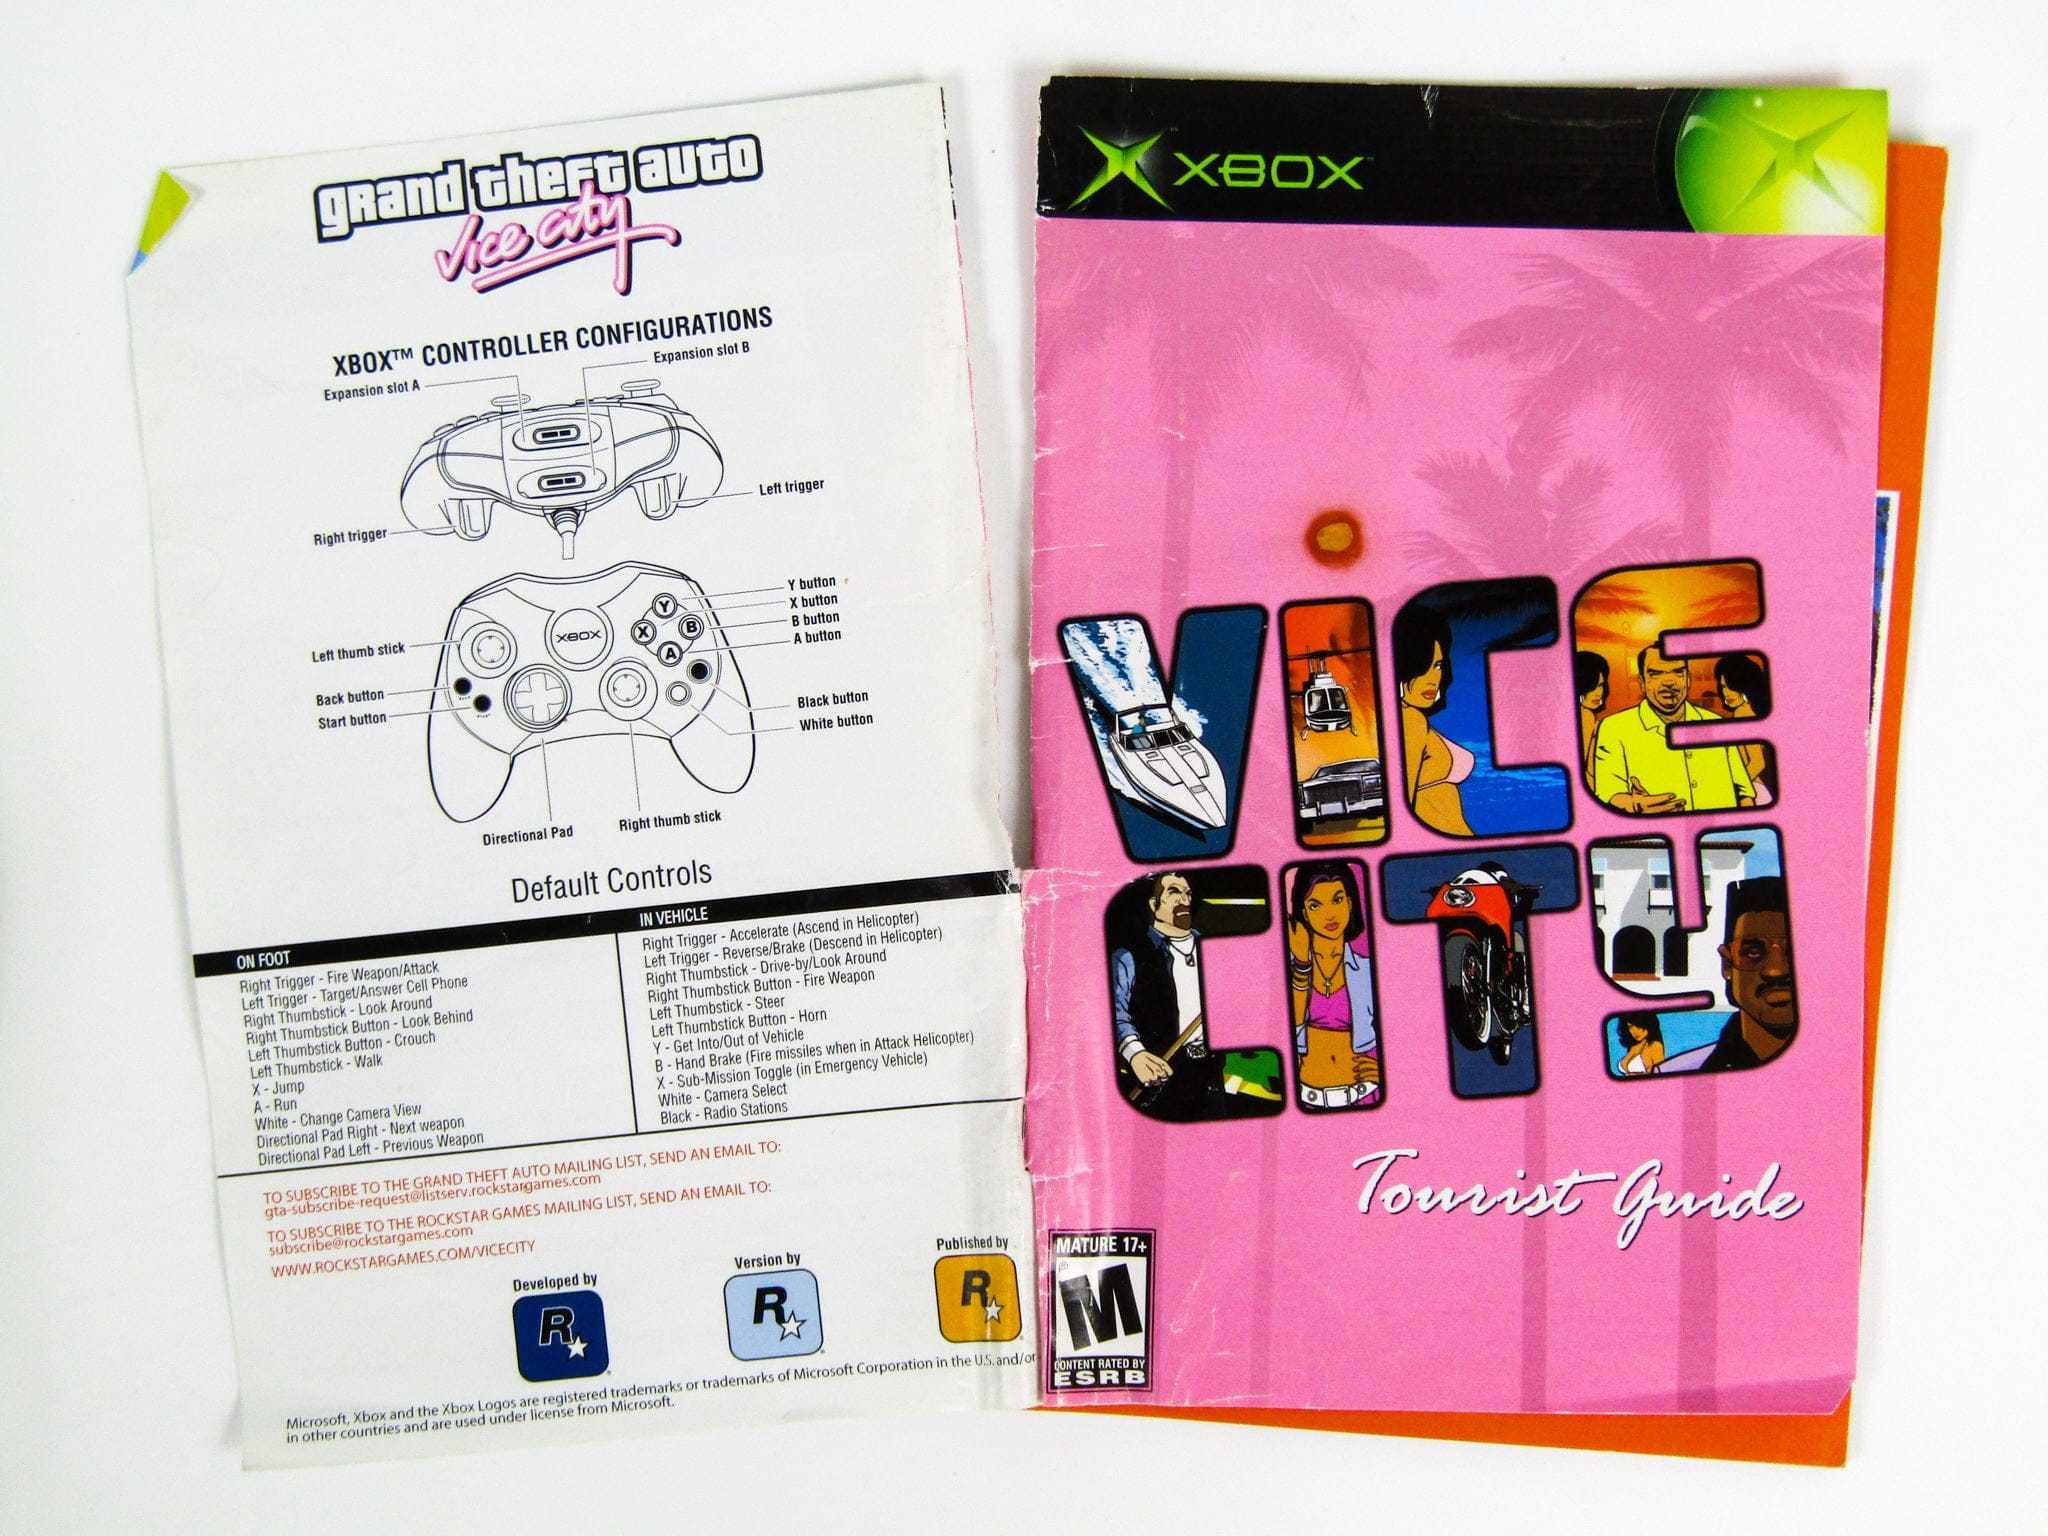 grand theft auto
vice city
XBOX™ CONTROLLER CONFIGURATIONS
Expansion slot A
Expansion slot B
Right trigger
Left trigger
Y button
X button
B button
A button
Y
X
B
A
XBOX
Left thumb stick
Back button
Start button
Black button
White button
Directional Pad
Right thumb stick
Default Controls
ON FOOT
Right Trigger - Fire Weapon/Attack
Left Trigger - Target/Answer Cell Phone
Right Thumbstick - Look Around
Right Thumbstick Button - Look Behind
Left Thumbstick Button - Crouch
Left Thumbstick - Walk
X - Jump
A - Run
White - Change Camera View
Directional Pad Right - Next weapon
Directional Pad Left - Previous Weapon
IN VEHICLE
Right Trigger - Accelerate (Ascend in Helicopter)
Left Trigger - Reverse/Brake (Descend in Helicopter)
Right Thumbstick - Drive-by/Look Around
Right Thumbstick Button - Fire Weapon
Left Thumbstick - Steer
Left Thumbstick Button - Horn
Y - Get Into/Out of Vehicle
B - Hand Brake (Fire missiles when in Attack Helicopter)
X - Sub-Mission Toggle (in Emergency Vehicle)
White - Camera Select
Black - Radio Stations
TO SUBSCRIBE TO THE GRAND THEFT AUTO MAILING LIST, SEND AN EMAIL TO:
gta-subscribe-request@listserv.rockstargames.com
TO SUBSCRIBE TO THE ROCKSTAR GAMES MAILING LIST, SEND AN EMAIL TO:
subscribe@rockstargames.com
WWW.ROCKSTARGAMES.COM/VICECITY
Developed by
Version by
Published by
R
R
R
Microsoft, Xbox and the Xbox Logos are registered trademarks or trademarks of Microsoft Corporation in the U.S. and/or
in other countries and are used under license from Microsoft.
XBOX™
VICE
CITY
Tourist Guide
MATURE 17+
M
CONTENT RATED BY
ESRB